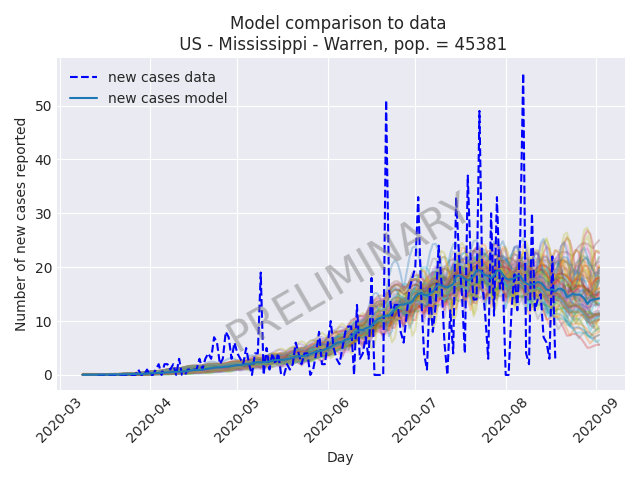 Model comparison to data
US - Mississippi - Warren, pop. = 45381
new cases data
new cases model
Number of new cases reported
50
40
30
20
10
0
PRELIMINARY
2020-03
2020-04
2020-05
2020-06
2020-07
2020-08
2020-09
Day